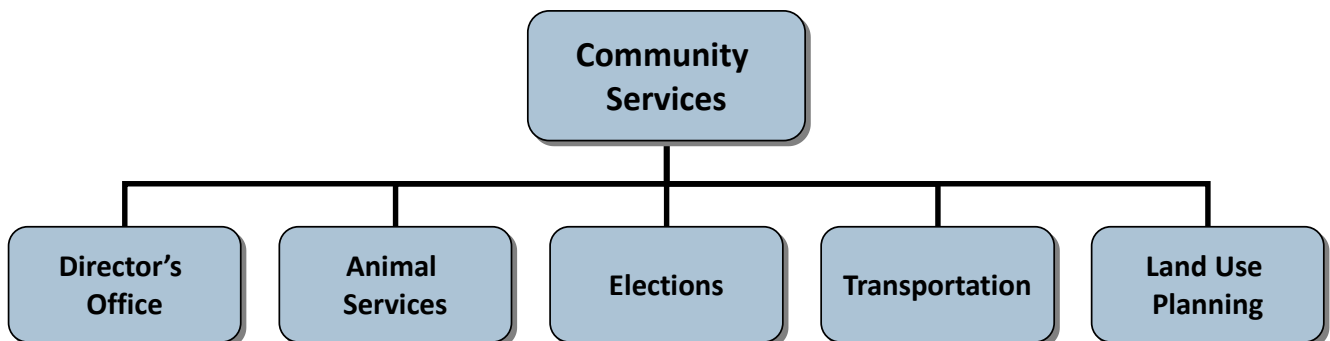 Community
Services
Director’s
Office
Animal
Services
Elections
Transportation
Land Use
Planning